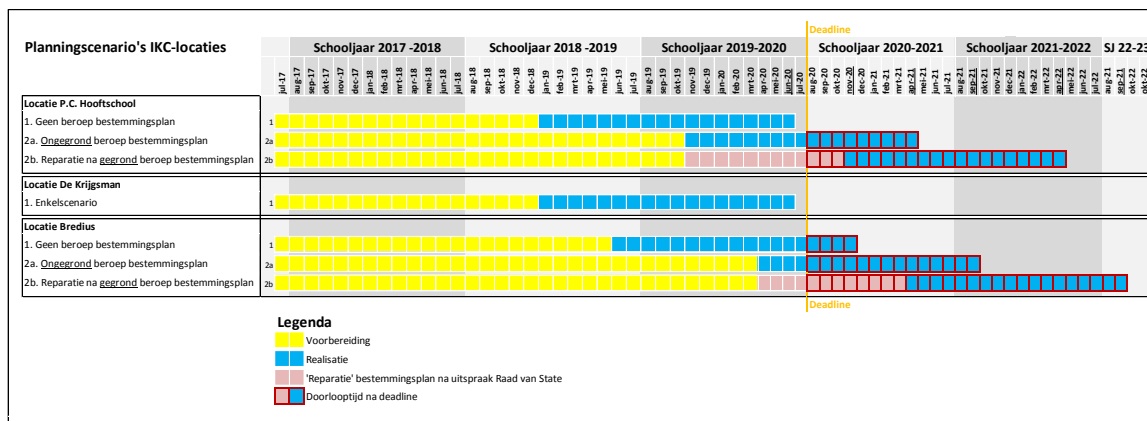 Deadline
Planningscenario's IKC-locaties
Schooljaar 2017 -2018
Schooljaar 2018 -2019
Schooljaar 2019-2020
Schooljaar 2020-2021
Schooljaar 2021-2022
SJ 22-23
jul-17 aug-17 sep-17 okt-17 nov-17 dec-17 jan-18 feb-18 mrt-18 apr-18 mei-18 jun-18 jul-18 aug-18 sep-18 okt-18 nov-18 dec-18 jan-19 feb-19 mrt-19 apr-19 mei-19 jun-19 jul-19 aug-19 sep-19 okt-19 nov-19 dec-19 jan-20 feb-20 mrt-20 apr-20 mei-20 jun-20 jul-20 aug-20 sep-20 okt-20 nov-20 dec-20 jan-21 feb-21 mrt-21 apr-21 mei-21 jun-21 jul-21 aug-21 sep-21 okt-21 nov-21 dec-21 jan-22 feb-22 mrt-22 apr-22 mei-22 jun-22 jul-22 aug-21 sep-21 okt-22 okt-22
Locatie P.C. Hooftschool
1. Geen beroep bestemmingsplan 1
2a. Ongegrond beroep bestemmingsplan 2a
2b. Reparatie na gegrond beroep bestemmingsplan 2b
Locatie De Krijgsman
1. Enkelscenario 1
Locatie Bredius
1. Geen beroep bestemmingsplan 1
2a. Ongegrond beroep bestemmingsplan 2a
2b. Reparatie na gegrond beroep bestemmingsplan 2b
Deadline
Legenda
Voorbereiding
Realisatie
'Reparatie' bestemmingsplan na uitspraak Raad van State
Doorlooptijd na deadline